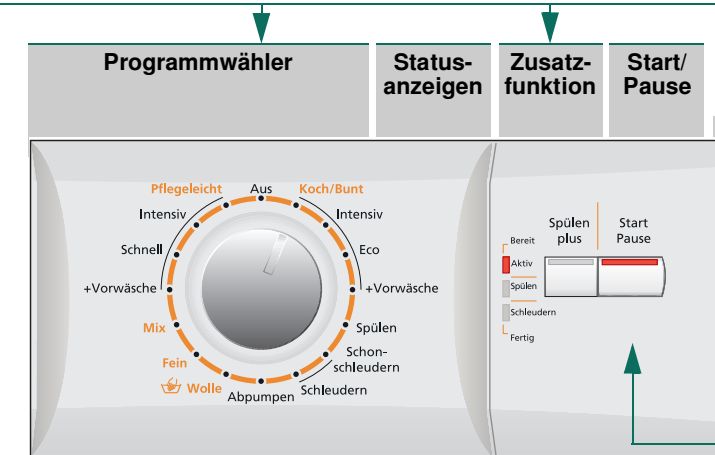 Programmwähler
Status-
anzeigen
Zusatz-
funktion
Start/
Pause
Aus
Koch/Bunt
Intensiv
Eco
+Vorwäsche
Spülen
Schon-
schleudern
Schleudern
Abpumpen
Wolle
Fein
Mix
+Vorwäsche
Schnell
Intensiv
Pflegeleicht
Bereit
Aktiv
Spülen
Schleudern
Fertig
Spülen
plus
Start
Pause